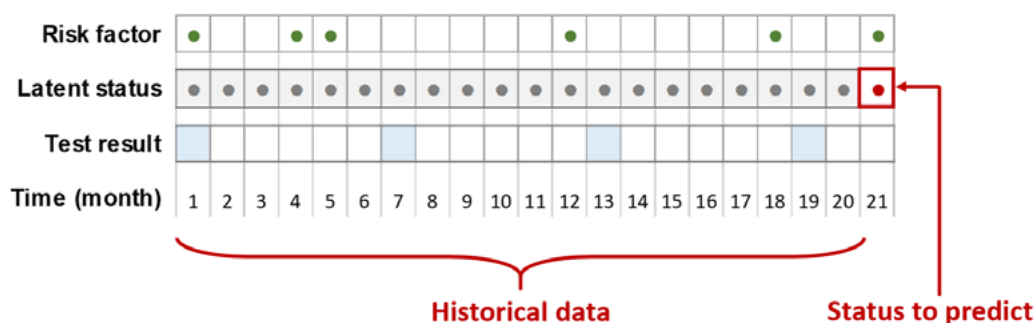 Risk factor
Latent status
Test result
Time (month) 1 2 3 4 5 6 7 8 9 10 11 12 13 14 15 16 17 18 19 20 21
Historical data
Status to predict